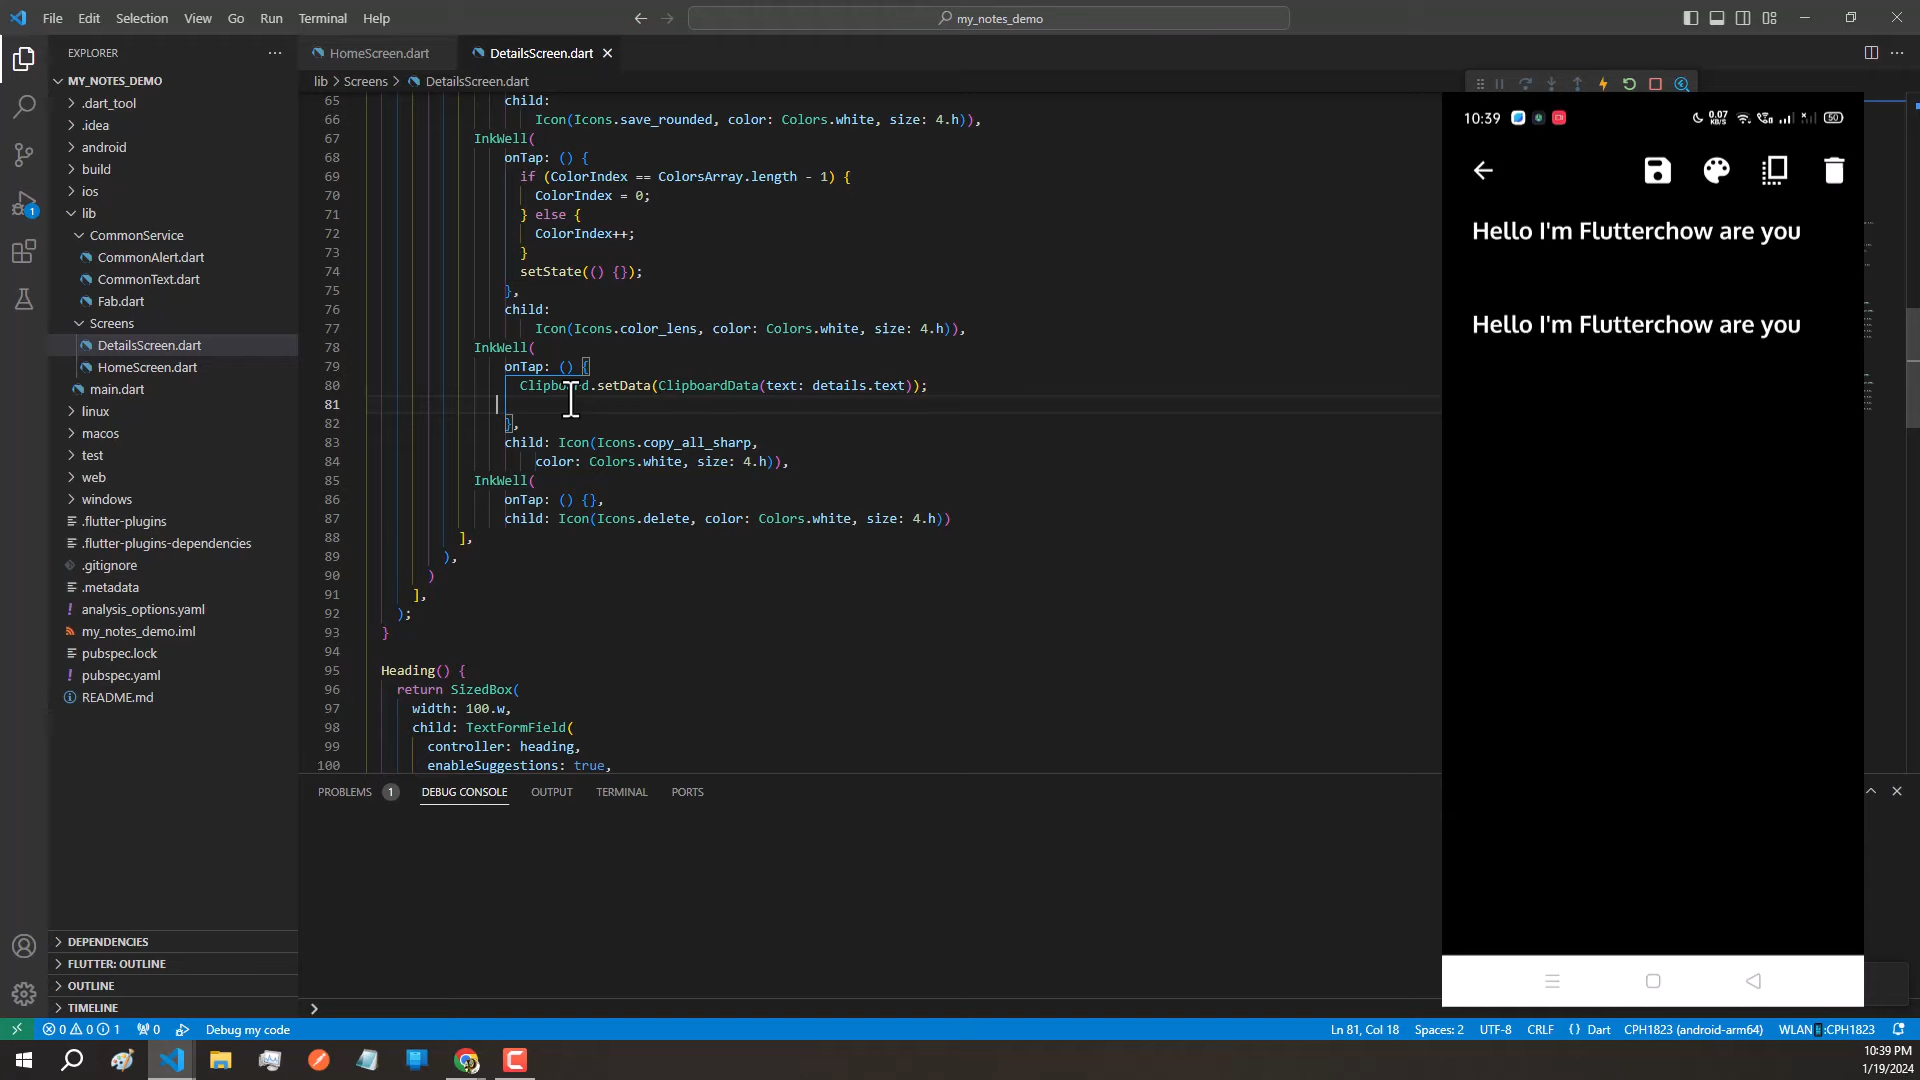 File Edit Selection View Go Run Terminal Help
my_notes_demo
EXPLORER
MY_NOTES_DEMO
.dart_tool
.idea
android
build
ios
lib
CommonService
CommonAlert.dart
CommonText.dart
Fab.dart
Screens
DetailsScreen.dart
HomeScreen.dart
main.dart
linux
macos
test
web
windows
.flutter-plugins
.flutter-plugins-dependencies
.gitignore
.metadata
analysis_options.yaml
my_notes_demo.iml
pubspec.lock
pubspec.yaml
README.md
DEPENDENCIES
FLUTTER: OUTLINE
OUTLINE
TIMELINE
HomeScreen.dart DetailsScreen.dart
lib > Screens > DetailsScreen.dart
65 child:
66 Icon(Icons.save_rounded, color: Colors.white, size: 4.h)),
67 InkWell(
68 onTap: () {
69 if (ColorIndex == ColorsArray.length - 1) {
70 ColorIndex = 0;
71 } else {
72 ColorIndex++;
73 }
74 setState(() {});
75 },
76 child:
77 Icon(Icons.color_lens, color: Colors.white, size: 4.h)),
78 InkWell(
79 onTap: () {
80 Clipboard.setData(ClipboardData(text: details.text));
81
82 },
83 child: Icon(Icons.copy_all_sharp,
84 color: Colors.white, size: 4.h)),
85 InkWell(
86 onTap: () {},
87 child: Icon(Icons.delete, color: Colors.white, size: 4.h))
88 ],
89 ),
90 )
91 ],
92 );
93 }
94
95 Heading() {
96 return SizedBox(
97 width: 100.w,
98 child: TextFormField(
99 controller: heading,
100 enableSuggestions: true,
PROBLEMS 1 DEBUG CONSOLE OUTPUT TERMINAL PORTS
10:39 0.07 KB/S 50
Hello I'm Flutterchow are you
Hello I'm Flutterchow are you
1
0 0 1 0 Debug my code Ln 81, Col 18 Spaces: 2 UTF-8 CRLF {} Dart CPH1823 (android-arm64) WLAN :CPH1823
10:39 PM
1/19/2024